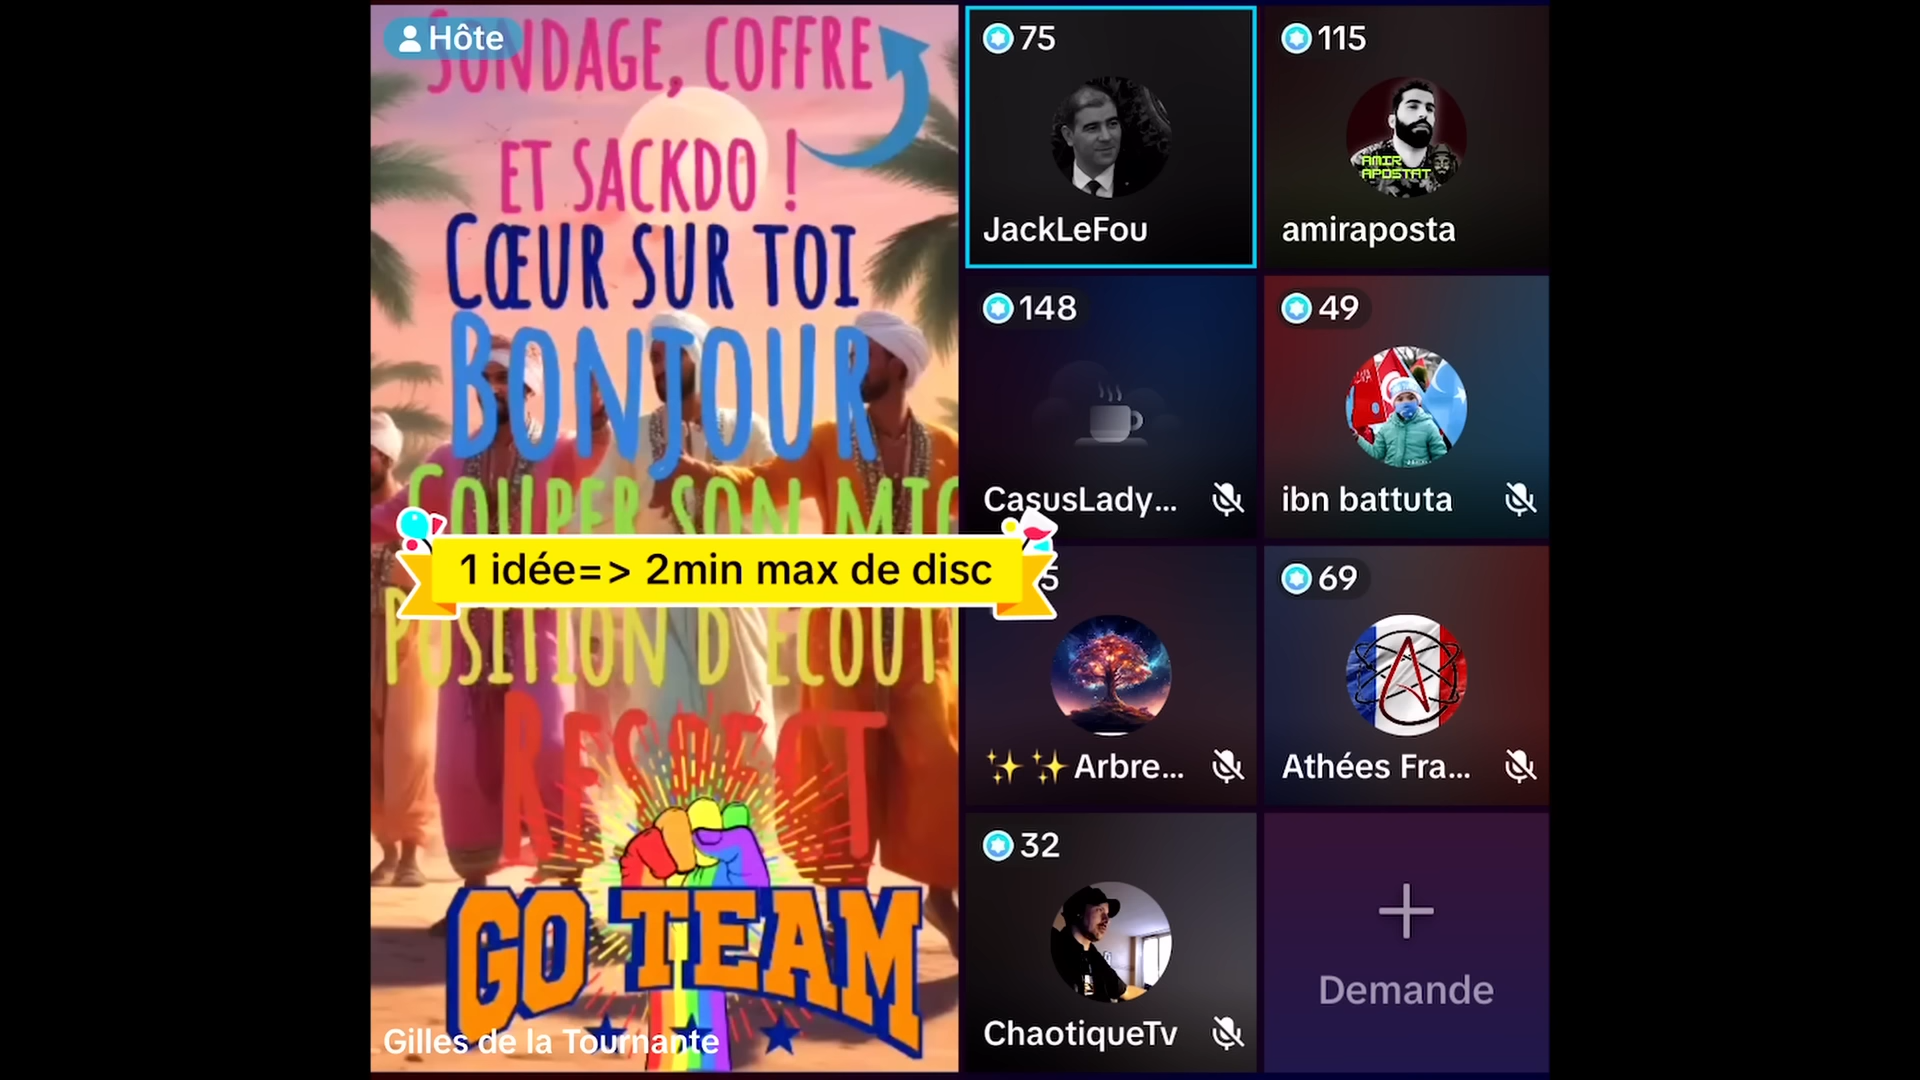 Hôte
SONDAGE, COFFRE
ET SACKDO !
CŒUR SUR TOI
BONJOUR
COUPER SON MIC
1 idée=> 2min max de disc
POSITION D'ECOUT
RESPECT
GO TEAM
Gilles de la Tournante
75
JackLeFou
115
AMIR
APOSTAT
amiraposta
148
CasusLady...
49
ibn battuta
5
✨✨Arbre...
69
Athées Fra...
32
ChaotiqueTv
Demande